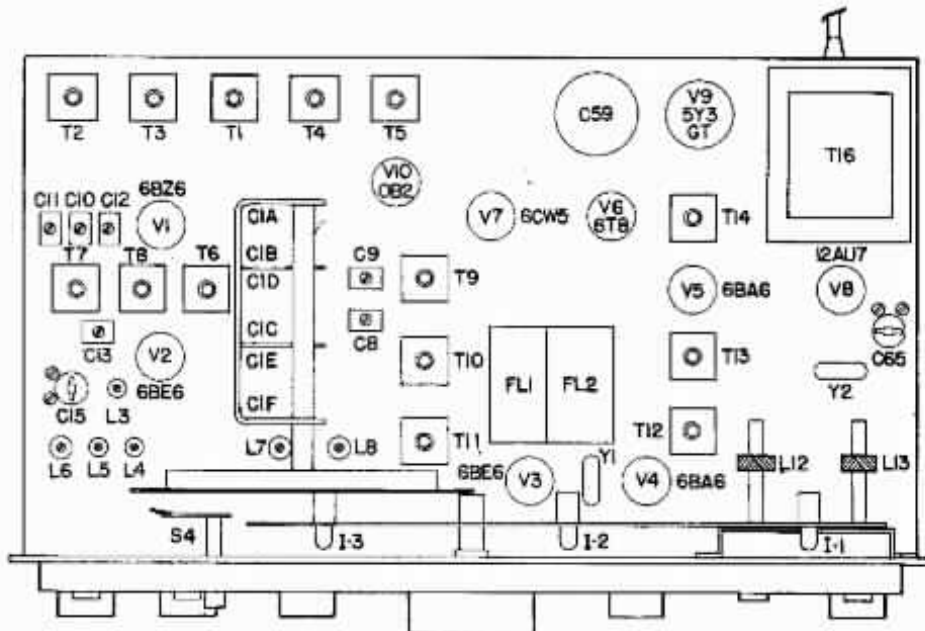 T2 T3 T1 T4 T5
C59
V9
5Y3
GT
T16
V10
OB2
6BZ6
C11 C10 C12
V1
C1A
C1B
C1D
C1C
C1E
C1F
V7 6CW5
V6
6T8
T14
T7 T8 T6
C9
C8
T9
V5 6BA6
12AU7
V8
C65
C13
V2
6BE6
T10
FL1 FL2
T13
Y2
C15
L3
L6 L5 L4
L7 L8
T11
T12
6BE6
V3
Y1
V4 6BA6
L12 L13
S4
I-3
I-2
I-1